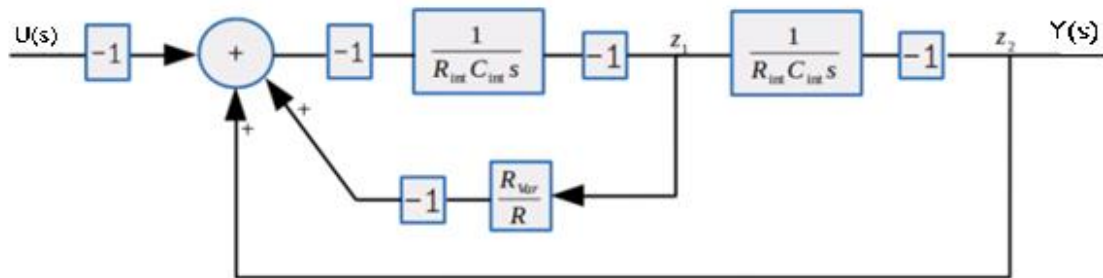 U(s)
-1
+
-1
1
R_int C_int s
-1
z_1
1
R_int C_int s
-1
z_2
Y(s)
+
+
-1
R_Var
R